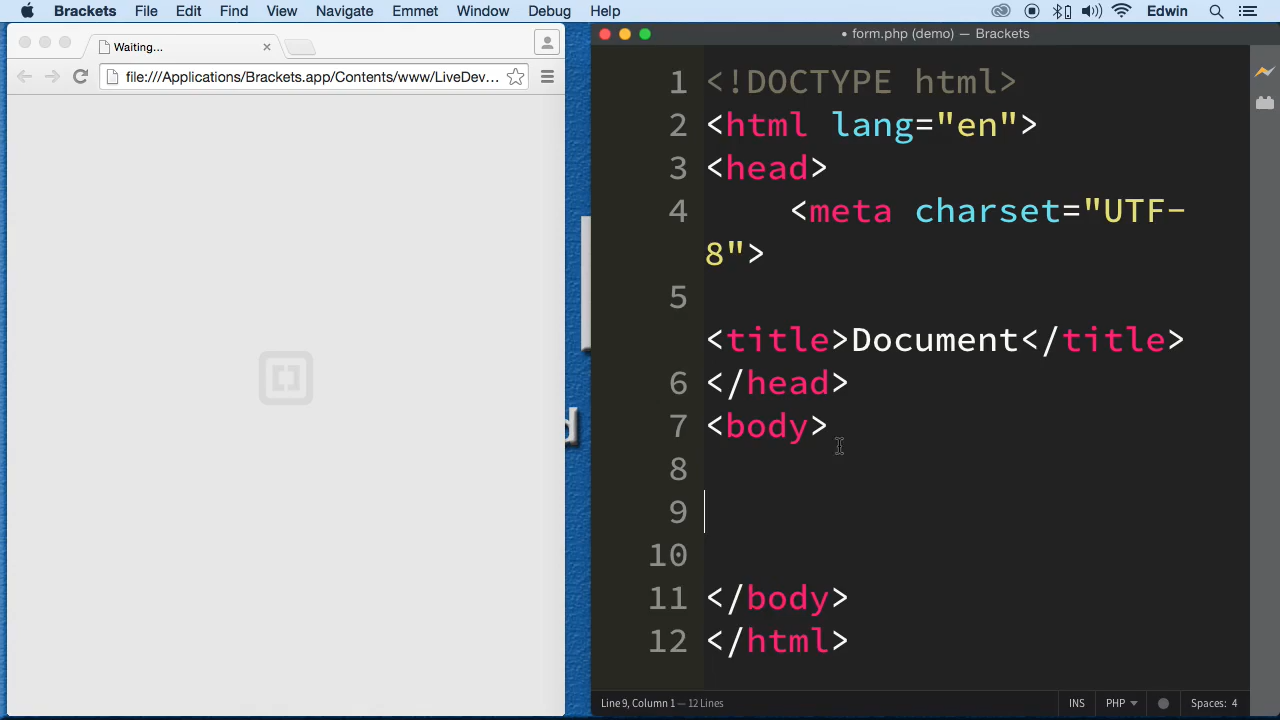 Brackets File Edit Find View Navigate Emmet Window Debug Help Edwin
file:////Applications/Brackets.app/Contents/www/LiveDev…
• form.php (demo) — Brackets
1 <!DOCTYPE html>
2 <html lang="en">
3 <head>
4 <meta charset="UTF-
8">
5
<title>Document</title>
6 </head>
7 <body>
8
9
10
11 </body>
12 </html>
d
Line 9, Column 1 — 12 Lines INS PHP Spaces: 4